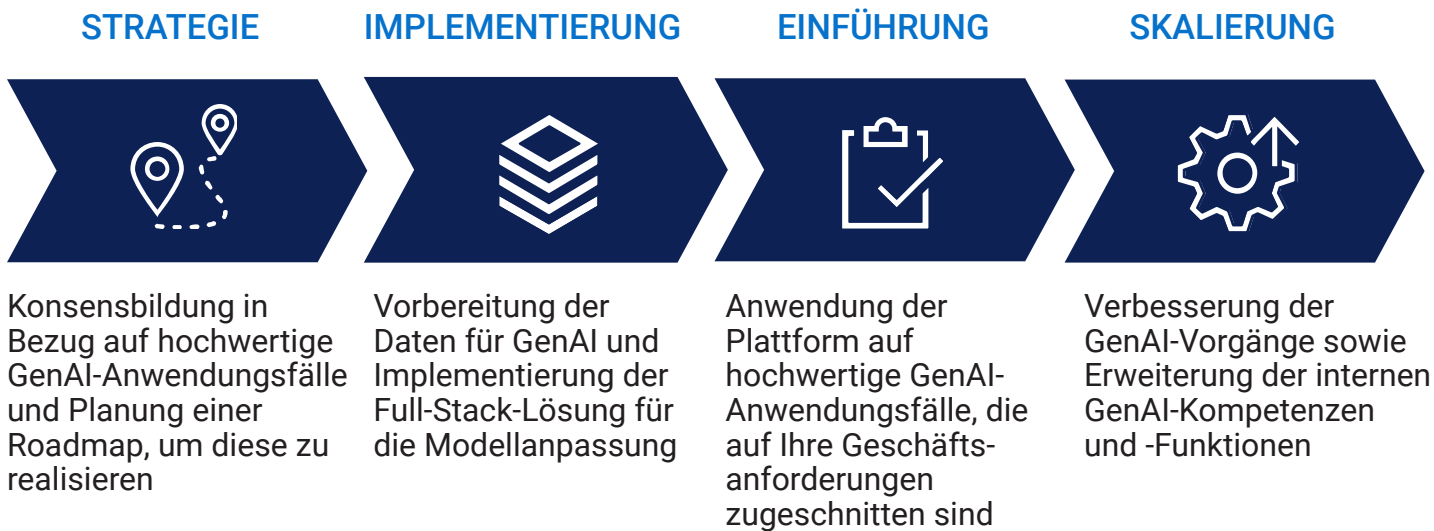 STRATEGIE
IMPLEMENTIERUNG
EINFÜHRUNG
SKALIERUNG
Konsensbildung in
Bezug auf hochwertige
GenAI-Anwendungsfälle
und Planung einer
Roadmap, um diese zu
realisieren
Vorbereitung der
Daten für GenAI und
Implementierung der
Full-Stack-Lösung für
die Modellanpassung
Anwendung der
Plattform auf
hochwertige GenAI-
Anwendungsfälle, die
auf Ihre Geschäfts-
anforderungen
zugeschnitten sind
Verbesserung der
GenAI-Vorgänge sowie
Erweiterung der internen
GenAI-Kompetenzen
und -Funktionen